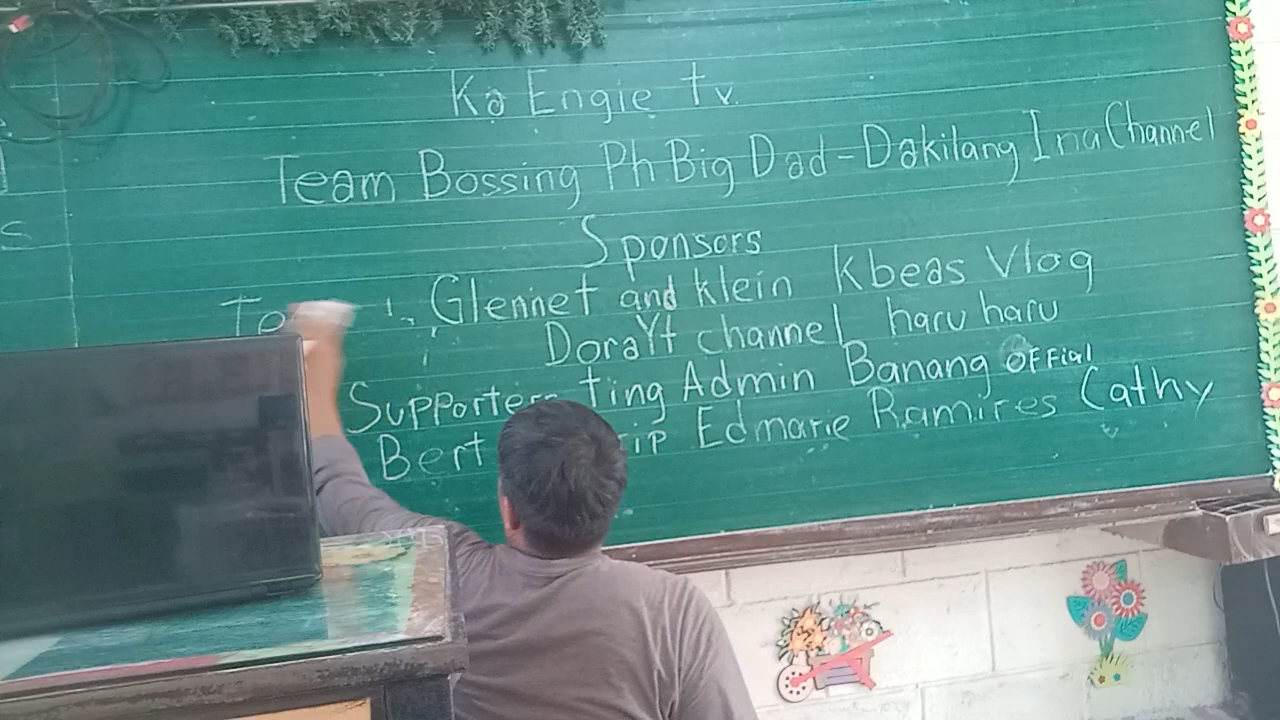 Ka Engie tv.
Team Bossing Ph Big Dad - Dakilang Ina Channel
Sponsors
Glennet and klein Kbeas Vlog
DoraYt channel haru haru
Supporters Ting Admin Banang OFFial
Bert Edmarie Ramires Cathy
s